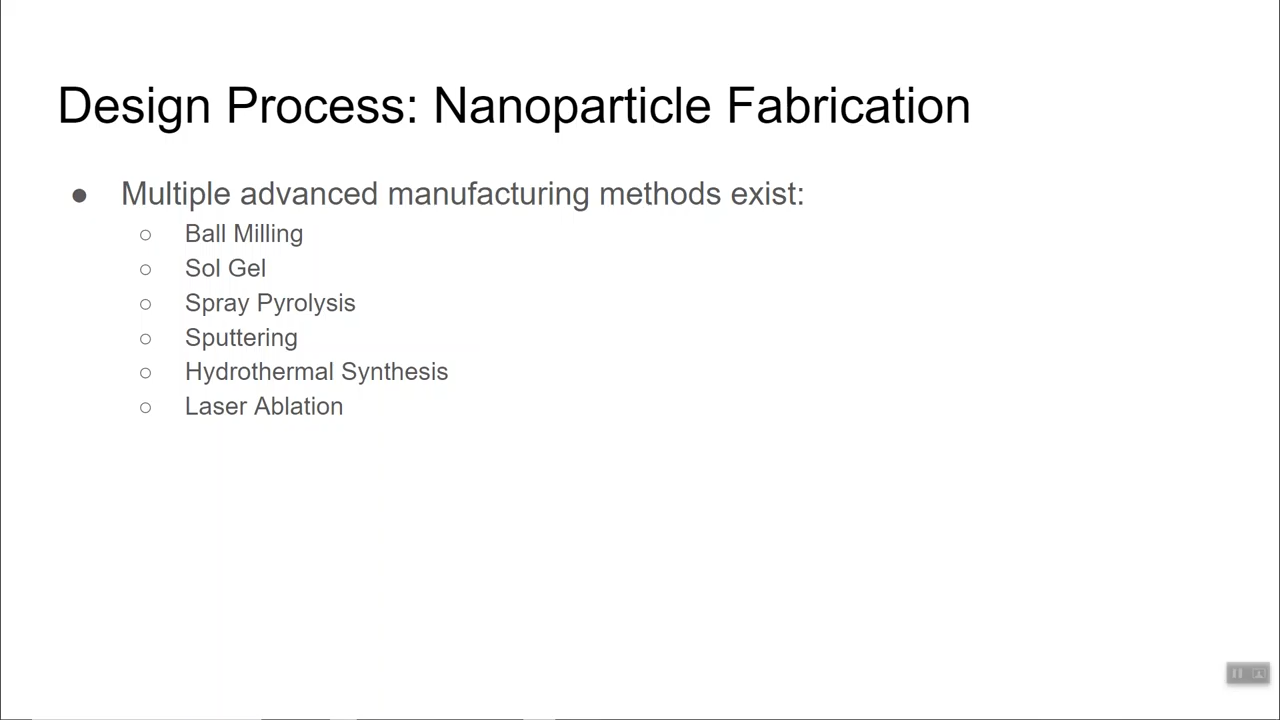 Design Process: Nanoparticle Fabrication
● Multiple advanced manufacturing methods exist:
○ Ball Milling
○ Sol Gel
○ Spray Pyrolysis
○ Sputtering
○ Hydrothermal Synthesis
○ Laser Ablation